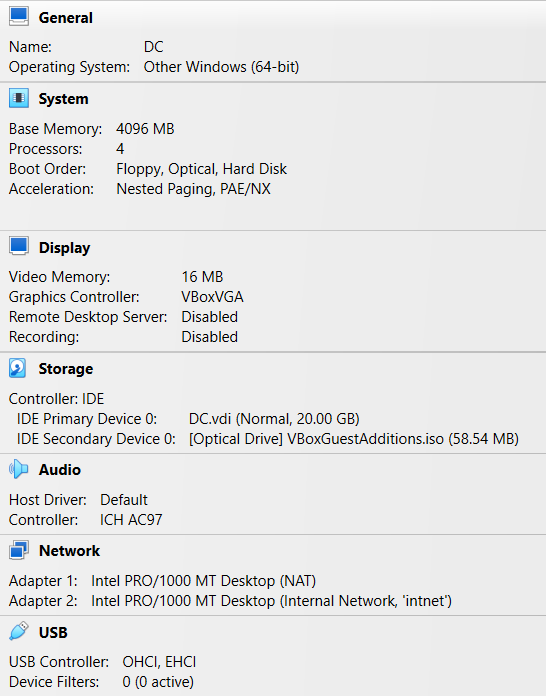 General
Name: DC
Operating System: Other Windows (64-bit)
System
Base Memory: 4096 MB
Processors: 4
Boot Order: Floppy, Optical, Hard Disk
Acceleration: Nested Paging, PAE/NX
Display
Video Memory: 16 MB
Graphics Controller: VBoxVGA
Remote Desktop Server: Disabled
Recording: Disabled
Storage
Controller: IDE
IDE Primary Device 0: DC.vdi (Normal, 20.00 GB)
IDE Secondary Device 0: [Optical Drive] VBoxGuestAdditions.iso (58.54 MB)
Audio
Host Driver: Default
Controller: ICH AC97
Network
Adapter 1: Intel PRO/1000 MT Desktop (NAT)
Adapter 2: Intel PRO/1000 MT Desktop (Internal Network, 'intnet')
USB
USB Controller: OHCI, EHCI
Device Filters: 0 (0 active)